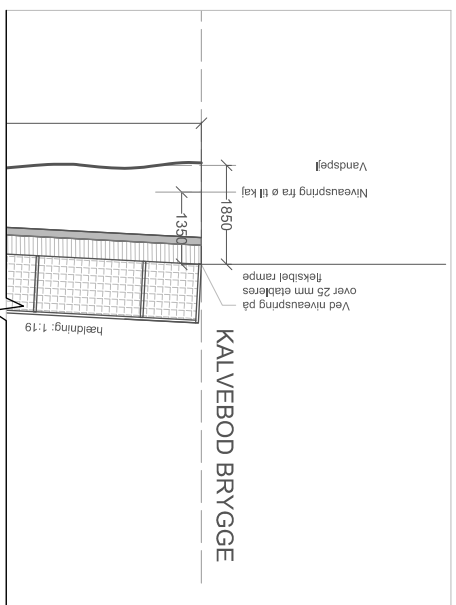 Vandspejl
Niveauspring fra ø til kaj
1850
1350
Ved niveauspring på
over 25 mm etableres
fleksibel rampe
hældning: 1:19
KALVEBOD BRYGGE